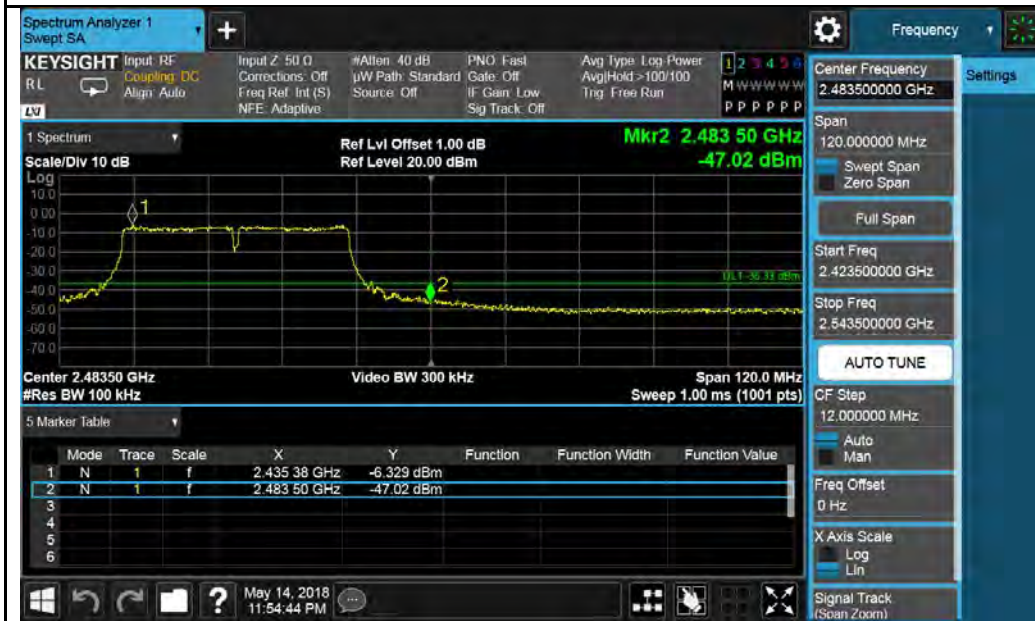 Spectrum Analyzer 1
Swept SA
+
Frequency
KEYSIGHT
RL
LXI
Input: RF
Coupling: DC
Align: Auto
Input Z: 50 Ω
Corrections: Off
Freq Ref: Int (S)
NFE: Adaptive
#Atten: 40 dB
µW Path: Standard
Source: Off
PNO: Fast
Gate: Off
IF Gain: Low
Sig Track: Off
Avg Type: Log-Power
Avg|Hold:>100/100
Trig: Free Run
1 2 3 4 5 6
M W W W W W
P P P P P P
1 Spectrum
Scale/Div 10 dB
Ref Lvl Offset 1.00 dB
Ref Level 20.00 dBm
Mkr2 2.483 50 GHz
-47.02 dBm
Log
10.0
0.00
-10.0
-20.0
-30.0
-40.0
-50.0
-60.0
-70.0
1
2
DL1 -36.33 dBm
Center 2.48350 GHz
#Res BW 100 kHz
Video BW 300 kHz
Span 120.0 MHz
Sweep 1.00 ms (1001 pts)
5 Marker Table
Mode Trace Scale X Y Function Function Width Function Value
1 N 1 f 2.435 38 GHz -6.329 dBm
2 N 1 f 2.483 50 GHz -47.02 dBm
3
4
5
6
Center Frequency
2.483500000 GHz
Settings
Span
120.000000 MHz
Swept Span
Zero Span
Full Span
Start Freq
2.423500000 GHz
Stop Freq
2.543500000 GHz
AUTO TUNE
CF Step
12.000000 MHz
Auto
Man
Freq Offset
0 Hz
X Axis Scale
Log
Lin
Signal Track
(Span Zoom)
?
May 14, 2018
11:54:44 PM